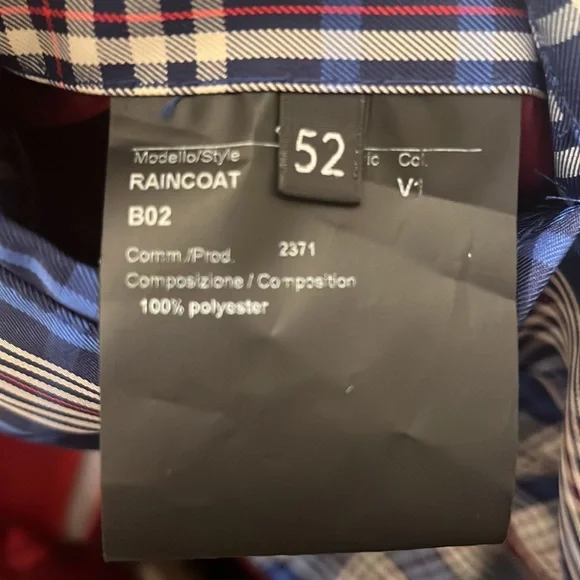 52
Modello/Style Col.
RAINCOAT V1
B02
Comm./Prod. 2371
Composizione / Composition
100% polyester